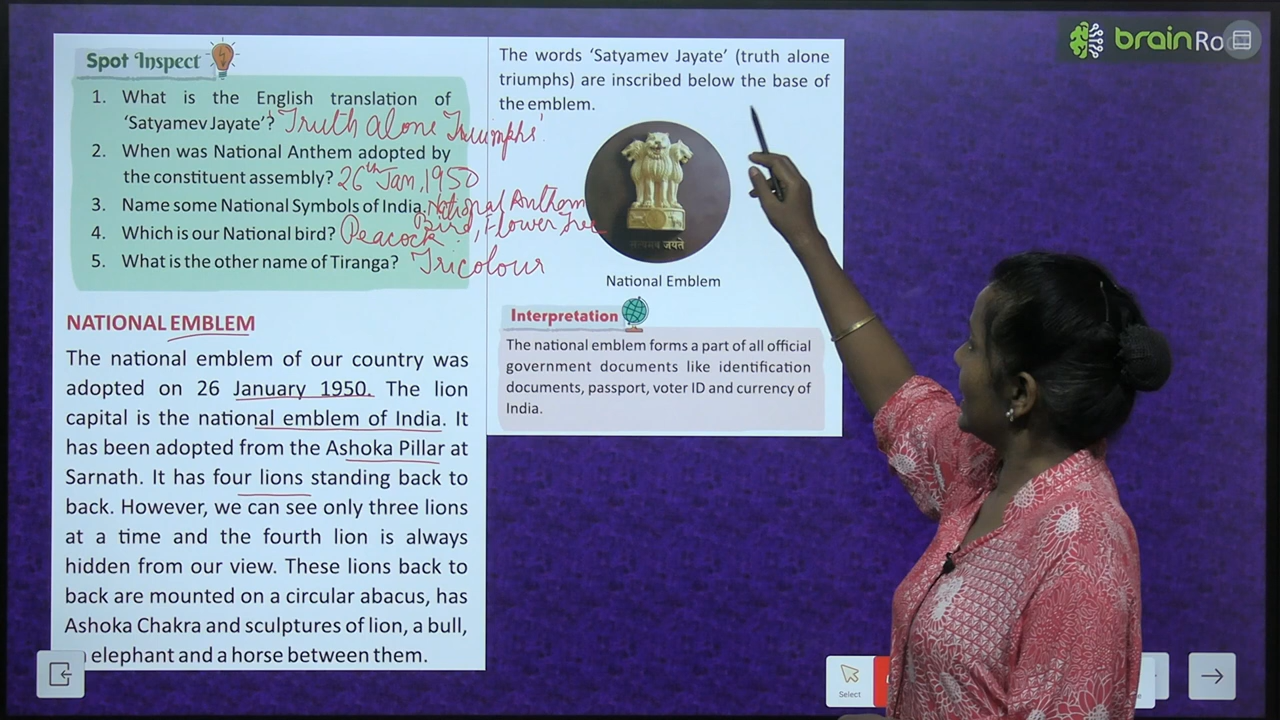 Spot Inspect
1. What is the English translation of
‘Satyamev Jayate’? Truth alone Triumphs'.
2. When was National Anthem adopted by
the constituent assembly? 26th Jan, 1950
3. Name some National Symbols of India. National Anthem
Bird, Flower Tree
4. Which is our National bird? Peacock.
5. What is the other name of Tiranga? Tricolour
NATIONAL EMBLEM
The national emblem of our country was
adopted on 26 January 1950. The lion
capital is the national emblem of India. It
has been adopted from the Ashoka Pillar at
Sarnath. It has four lions standing back to
back. However, we can see only three lions
at a time and the fourth lion is always
hidden from our view. These lions back to
back are mounted on a circular abacus, has
Ashoka Chakra and sculptures of lion, a bull,
elephant and a horse between them.
The words ‘Satyamev Jayate’ (truth alone
triumphs) are inscribed below the base of
the emblem.
सत्यमेव जयते
National Emblem
Interpretation
The national emblem forms a part of all official
government documents like identification
documents, passport, voter ID and currency of
India.
brain Ro
Select